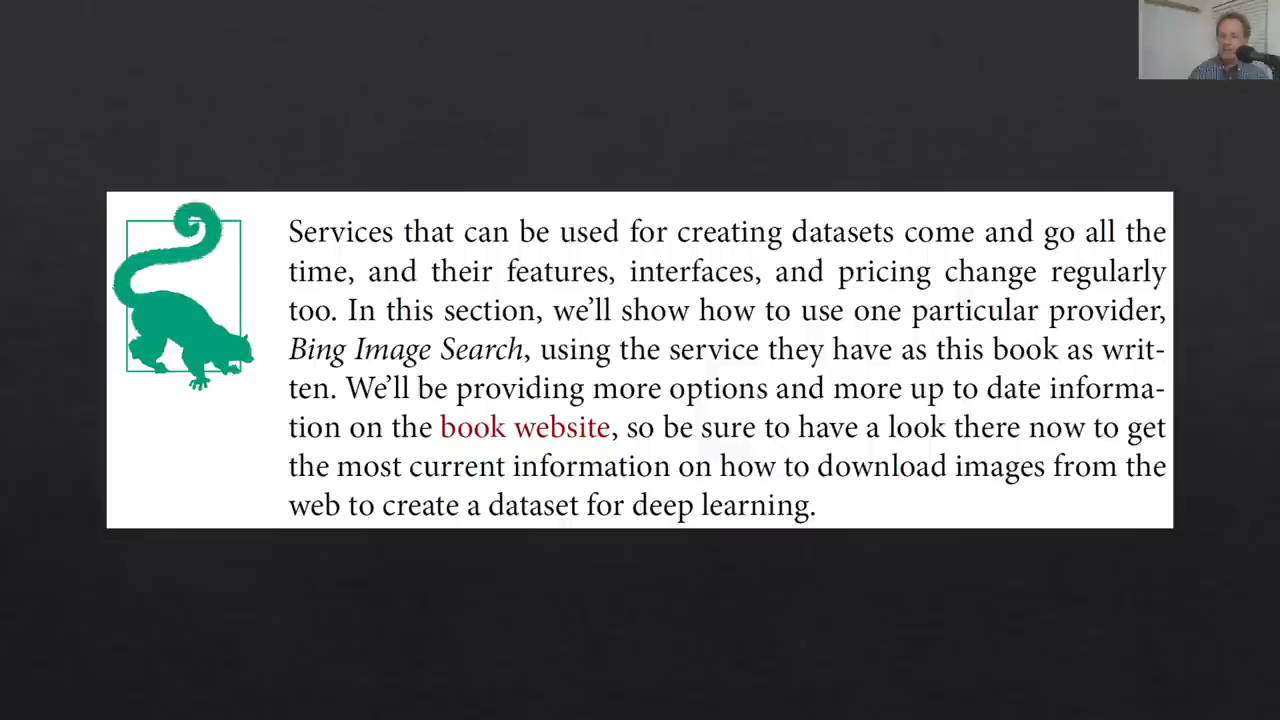 Services that can be used for creating datasets come and go all the
time, and their features, interfaces, and pricing change regularly
too. In this section, we’ll show how to use one particular provider,
Bing Image Search, using the service they have as this book as writ-
ten. We’ll be providing more options and more up to date informa-
tion on the book website, so be sure to have a look there now to get
the most current information on how to download images from the
web to create a dataset for deep learning.